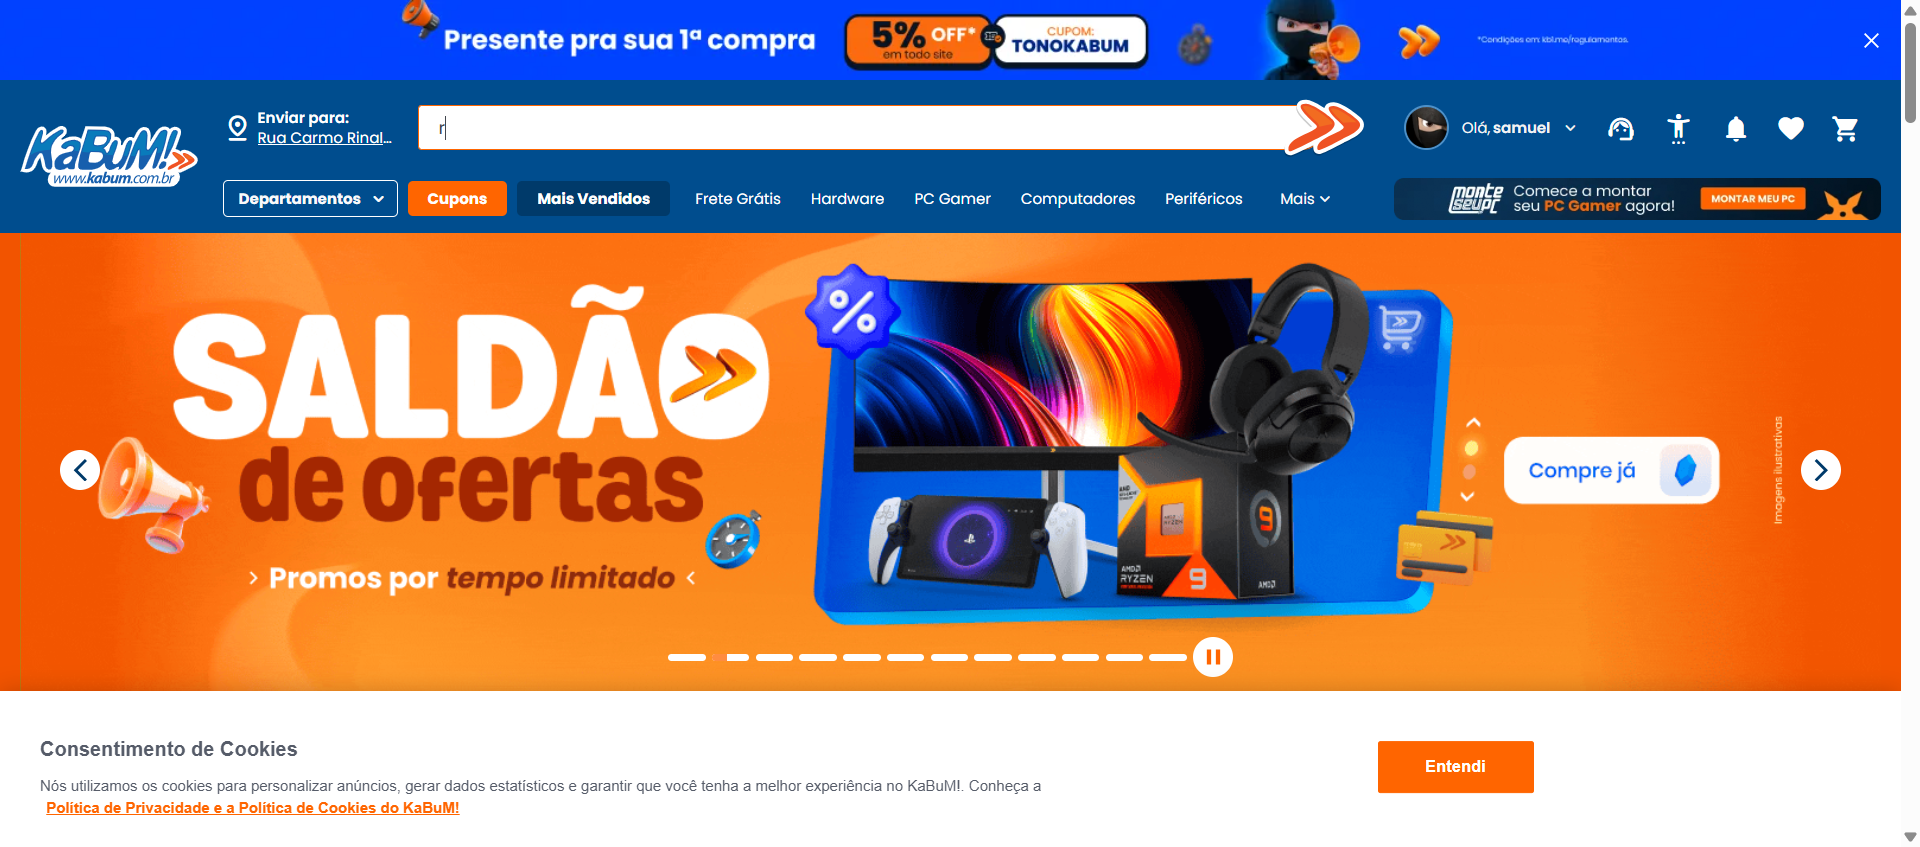 Presente pra sua 1ª compra
5% OFF*
em todo site
CUPOM:
TONOKABUM
*Condições em: kbl.me/regulamentos.
KaBuM!
www.kabum.com.br
Enviar para:
Rua Carmo Rinal...
r
Olá, samuel
Departamentos
Cupons
Mais Vendidos
Frete Grátis
Hardware
PC Gamer
Computadores
Periféricos
Mais
monte seu pc
Comece a montar
seu PC Gamer agora!
MONTAR MEU PC
SALDÃO
de ofertas
Promos por tempo limitado
%
AMD
RYZEN
9
AMD
RYZEN
9
9
AMD
Compre já
Imagens ilustrativas
Consentimento de Cookies
Nós utilizamos os cookies para personalizar anúncios, gerar dados estatísticos e garantir que você tenha a melhor experiência no KaBuM!. Conheça a
Política de Privacidade e a Política de Cookies do KaBuM!
Entendi